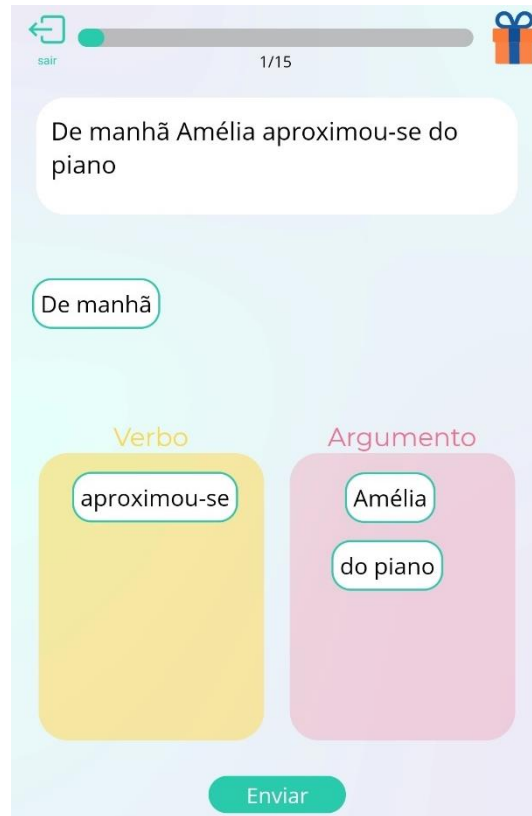 sair
1/15
De manhã Amélia aproximou-se do
piano
De manhã
Verbo
Argumento
aproximou-se
Amélia
do piano
Enviar